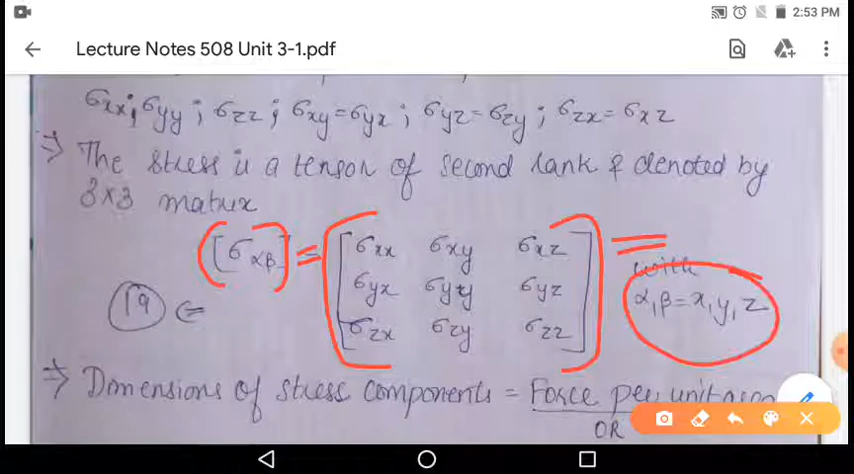 2:53 PM
Lecture Notes 508 Unit 3-1.pdf
σxx; σyy; σzz; σxy=σyx; σyz=σzy; σzx=σxz
⇒ The stress is a tensor of second rank & denoted by
3×3 matrix
[σαβ] = [σxx σxy σxz
σyx σyy σyz
σzx σzy σzz]
with
α,β=x,y,z
(19) ⇐
⇒ Dimensions of stress components = Force per unit area
OR